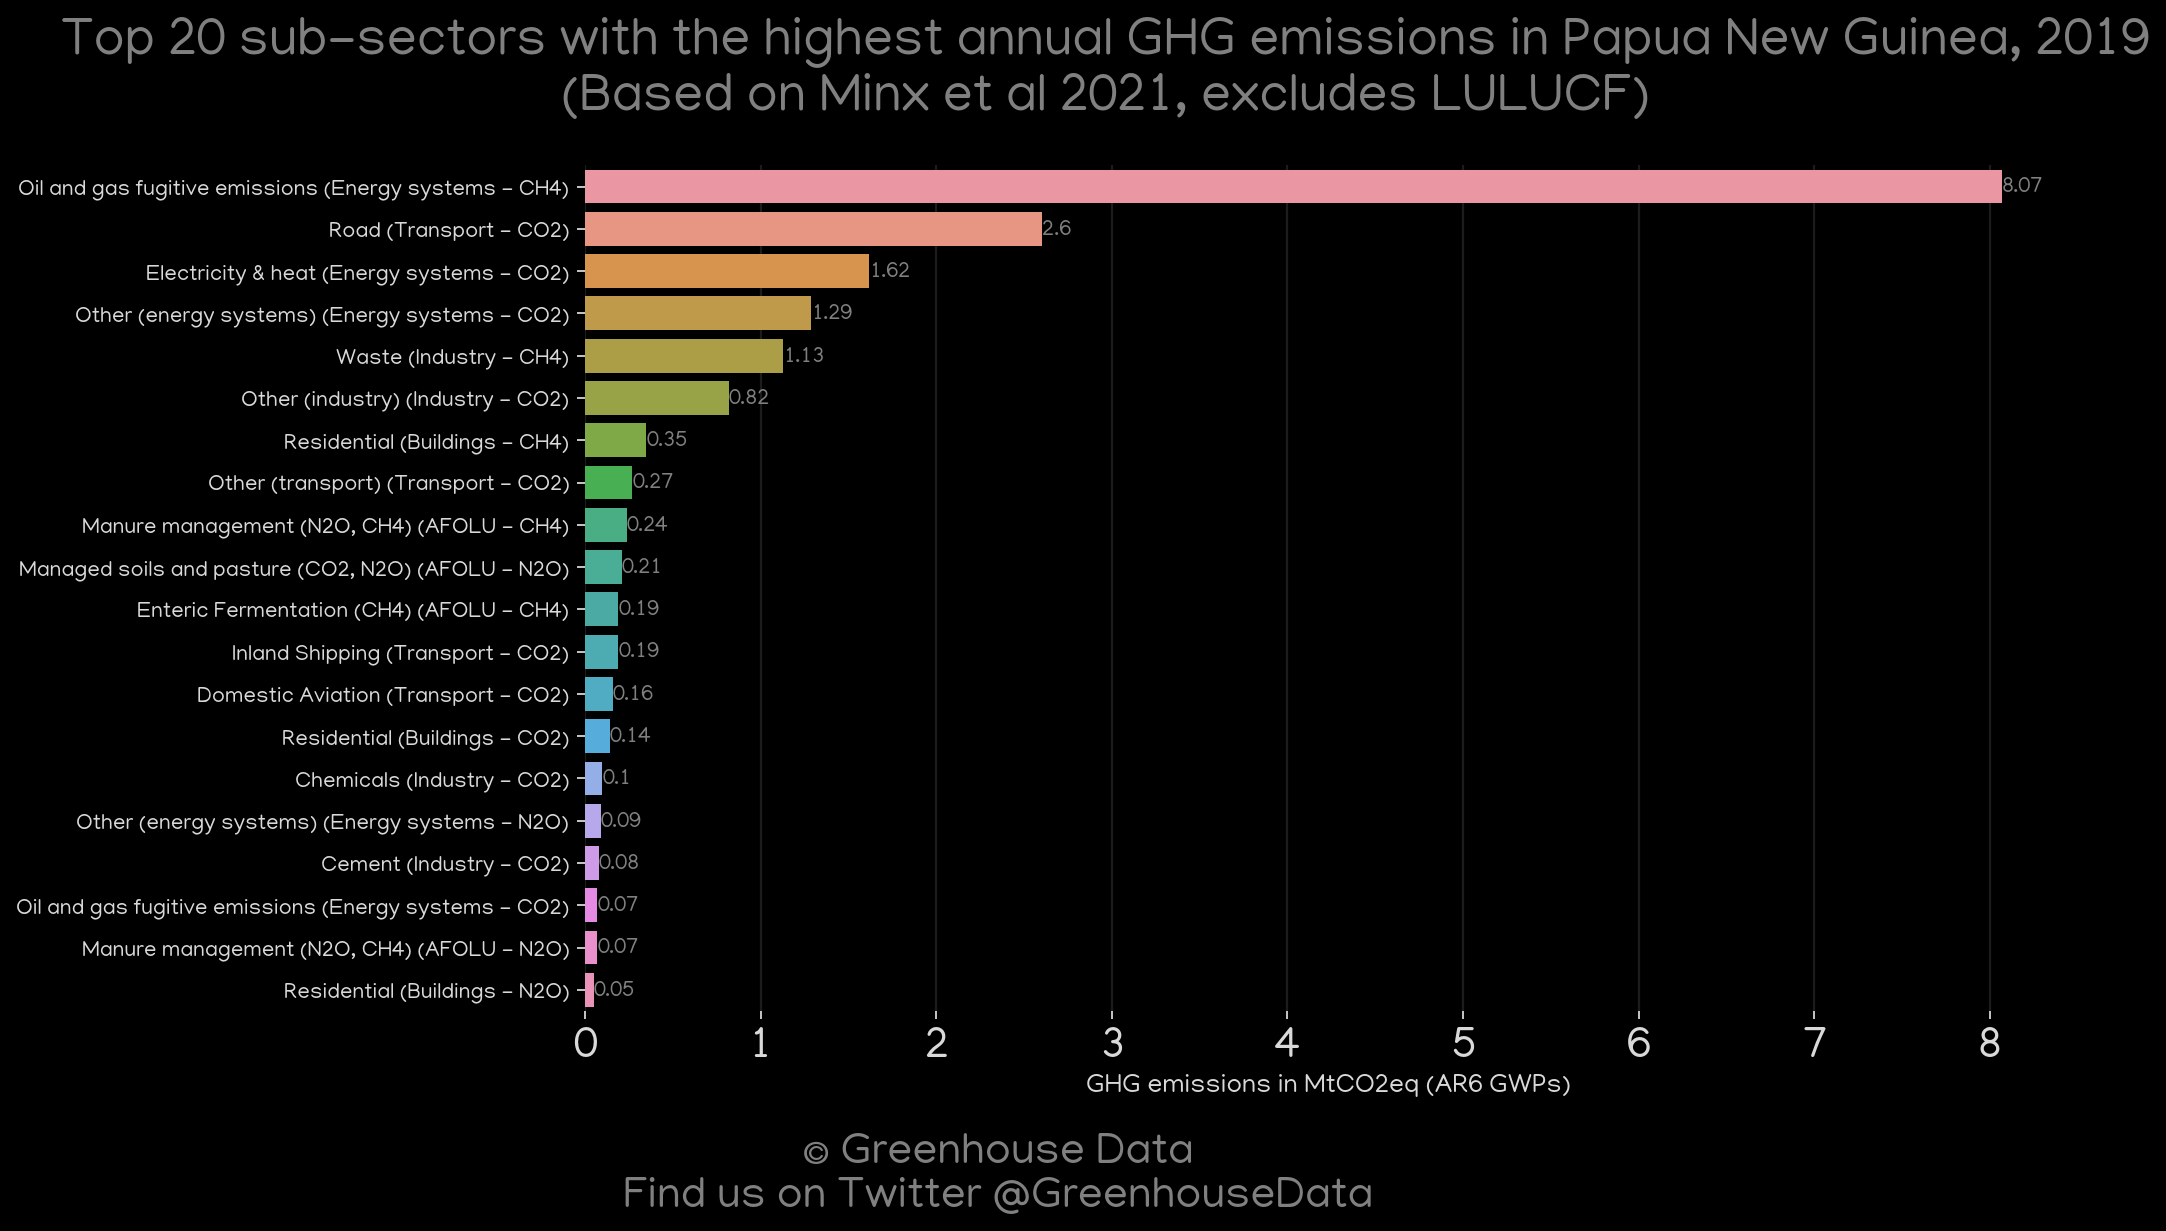 Top 20 sub-sectors with the highest annual GHG emissions in Papua New Guinea, 2019
(Based on Minx et al 2021, excludes LULUCF)
Oil and gas fugitive emissions (Energy systems - CH4) 8.07
Road (Transport - CO2) 2.6
Electricity & heat (Energy systems - CO2) 1.62
Other (energy systems) (Energy systems - CO2) 1.29
Waste (Industry - CH4) 1.13
Other (industry) (Industry - CO2) 0.82
Residential (Buildings - CH4) 0.35
Other (transport) (Transport - CO2) 0.27
Manure management (N2O, CH4) (AFOLU - CH4) 0.24
Managed soils and pasture (CO2, N2O) (AFOLU - N2O) 0.21
Enteric Fermentation (CH4) (AFOLU - CH4) 0.19
Inland Shipping (Transport - CO2) 0.19
Domestic Aviation (Transport - CO2) 0.16
Residential (Buildings - CO2) 0.14
Chemicals (Industry - CO2) 0.1
Other (energy systems) (Energy systems - N2O) 0.09
Cement (Industry - CO2) 0.08
Oil and gas fugitive emissions (Energy systems - CO2) 0.07
Manure management (N2O, CH4) (AFOLU - N2O) 0.07
Residential (Buildings - N2O) 0.05
0 1 2 3 4 5 6 7 8
GHG emissions in MtCO2eq (AR6 GWPs)
© Greenhouse Data
Find us on Twitter @GreenhouseData